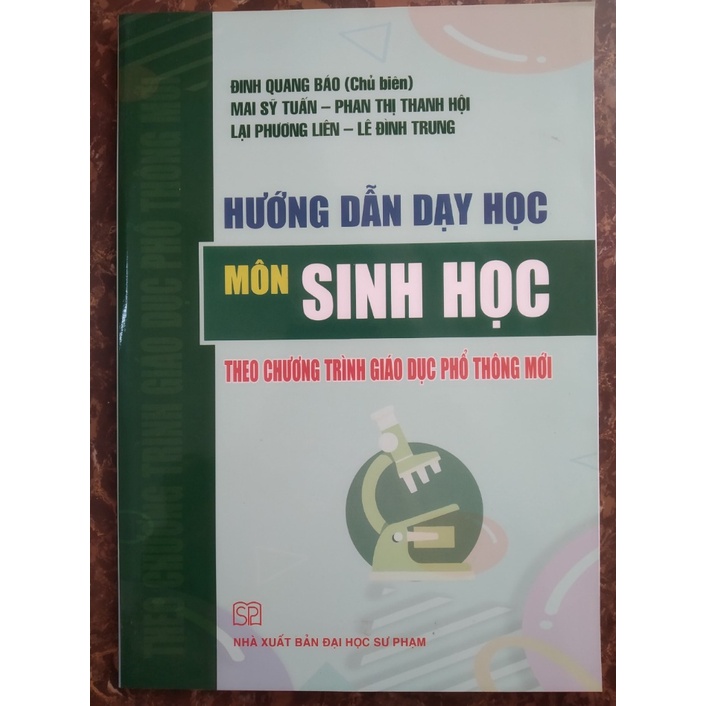 ĐINH QUANG BÁO (Chủ biên)
MAI SỸ TUẤN – PHAN THỊ THANH HỘI
LẠI PHƯƠNG LIÊN – LÊ ĐÌNH TRUNG
HƯỚNG DẪN DẠY HỌC
MÔN SINH HỌC
THEO CHƯƠNG TRÌNH GIÁO DỤC PHỔ THÔNG MỚI
THEO CHƯƠNG TRÌNH GIÁO DỤC PHỔ THÔNG MỚI
SP
NHÀ XUẤT BẢN ĐẠI HỌC SƯ PHẠM